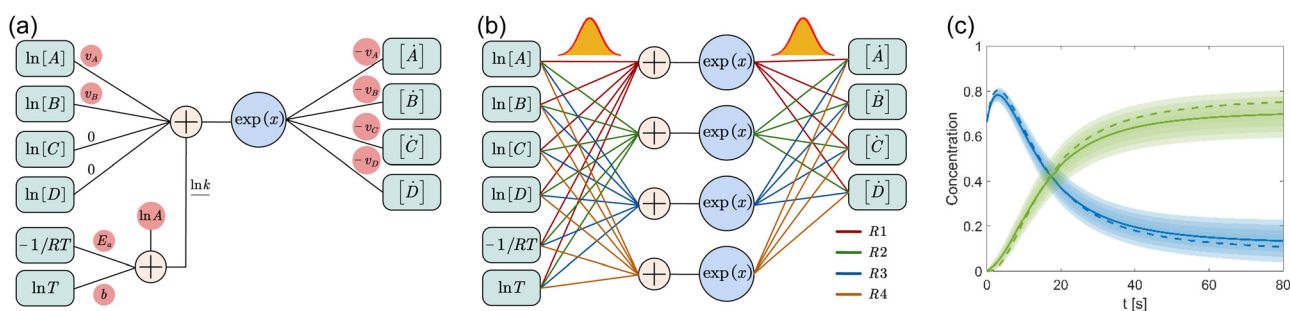 (a)
ln[A]
ln[B]
ln[C]
ln[D]
-1/RT
lnT
v_A
v_B
0
0
E_a
b
ln A
ln k
exp(x)
-v_A
-v_B
-v_C
-v_D
[Ȧ]
[Ḃ]
[Ċ]
[Ḋ]
(b)
ln[A]
ln[B]
ln[C]
ln[D]
-1/RT
lnT
exp(x)
exp(x)
exp(x)
exp(x)
[Ȧ]
[Ḃ]
[Ċ]
[Ḋ]
R1
R2
R3
R4
(c)
Concentration
1
0.8
0.6
0.4
0.2
0
0 20 40 60 80
t [s]